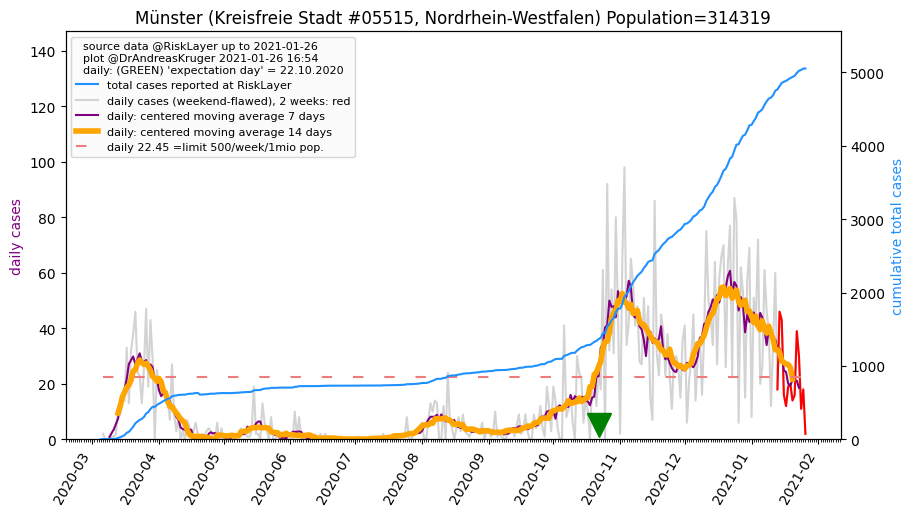 Münster (Kreisfreie Stadt #05515, Nordrhein-Westfalen) Population=314319
source data @RiskLayer up to 2021-01-26
plot @DrAndreasKruger 2021-01-26 16:54
daily: (GREEN) 'expectation day' = 22.10.2020
total cases reported at RiskLayer
daily cases (weekend-flawed), 2 weeks: red
daily: centered moving average 7 days
daily: centered moving average 14 days
daily 22.45 =limit 500/week/1mio pop.
daily cases
140
120
100
80
60
40
20
0
cumulative total cases
5000
4000
3000
2000
1000
0
2020-03
2020-04
2020-05
2020-06
2020-07
2020-08
2020-09
2020-10
2020-11
2020-12
2021-01
2021-02